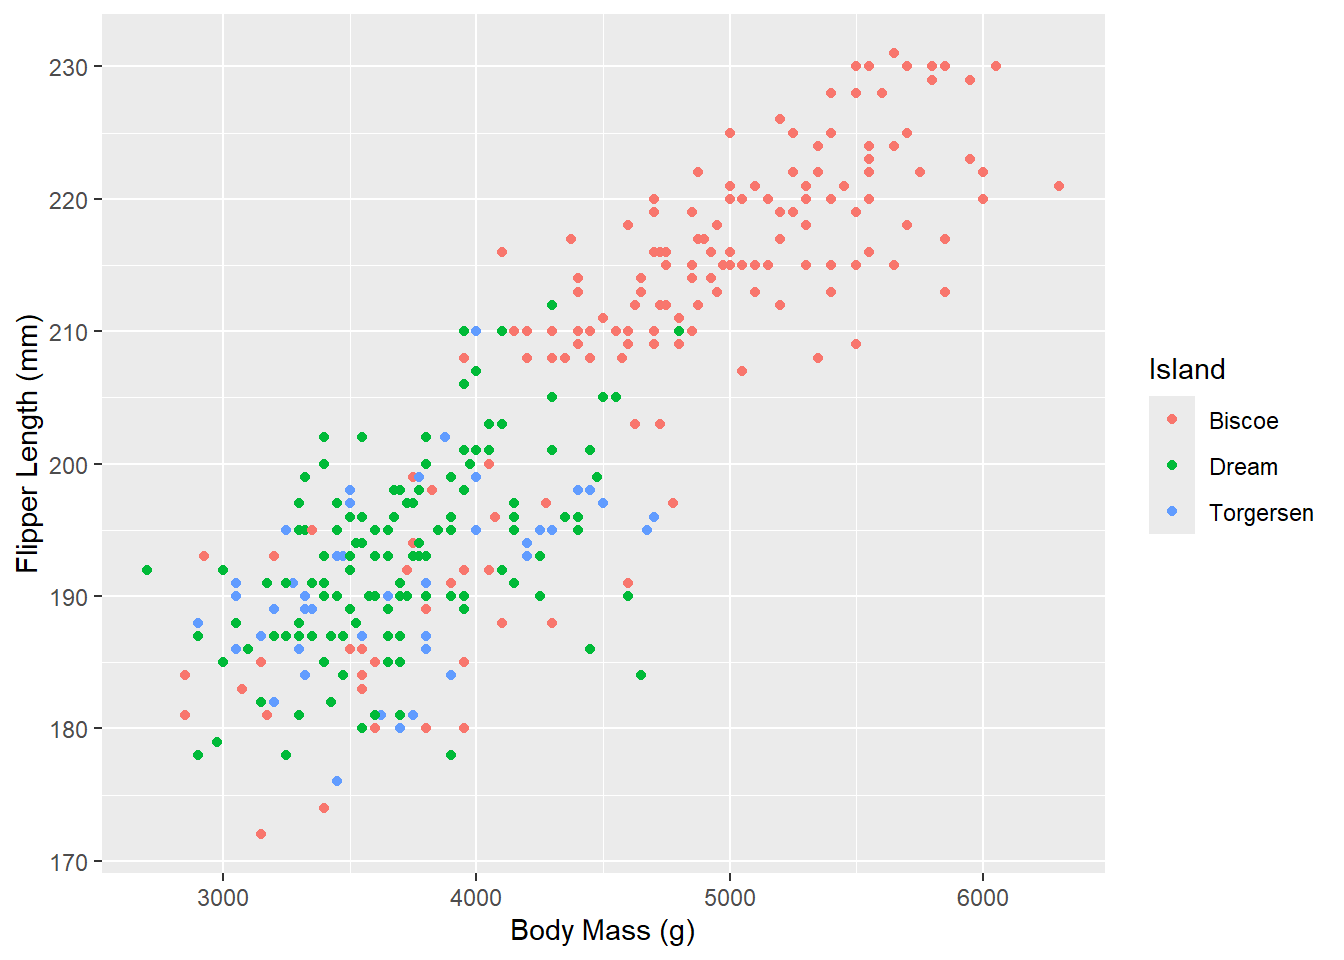 230
220
210
200
190
180
170
Flipper Length (mm)
3000
4000
5000
6000
Body Mass (g)
Island
Biscoe
Dream
Torgersen